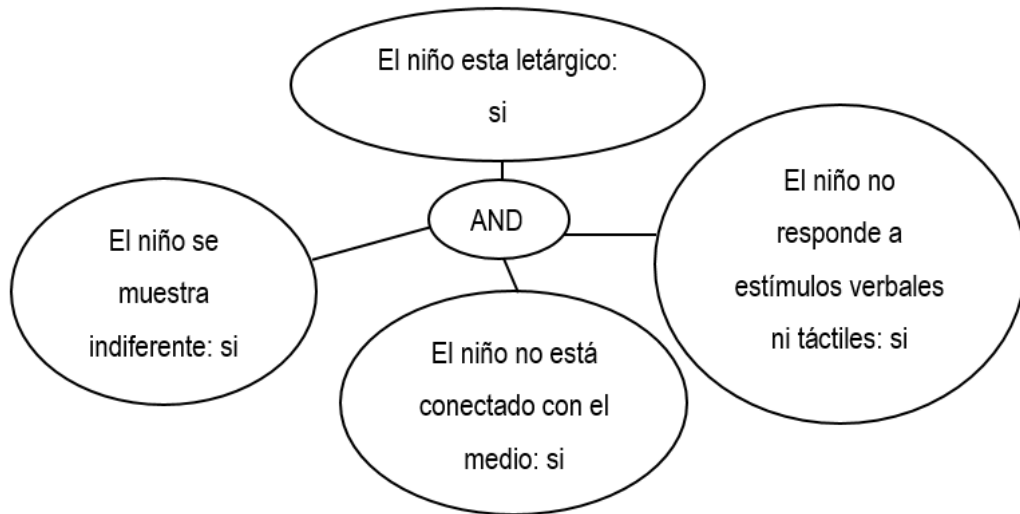 El niño esta letárgico:
si
AND
El niño se
muestra
indiferente: si
El niño no está
conectado con el
medio: si
El niño no
responde a
estímulos verbales
ni táctiles: si